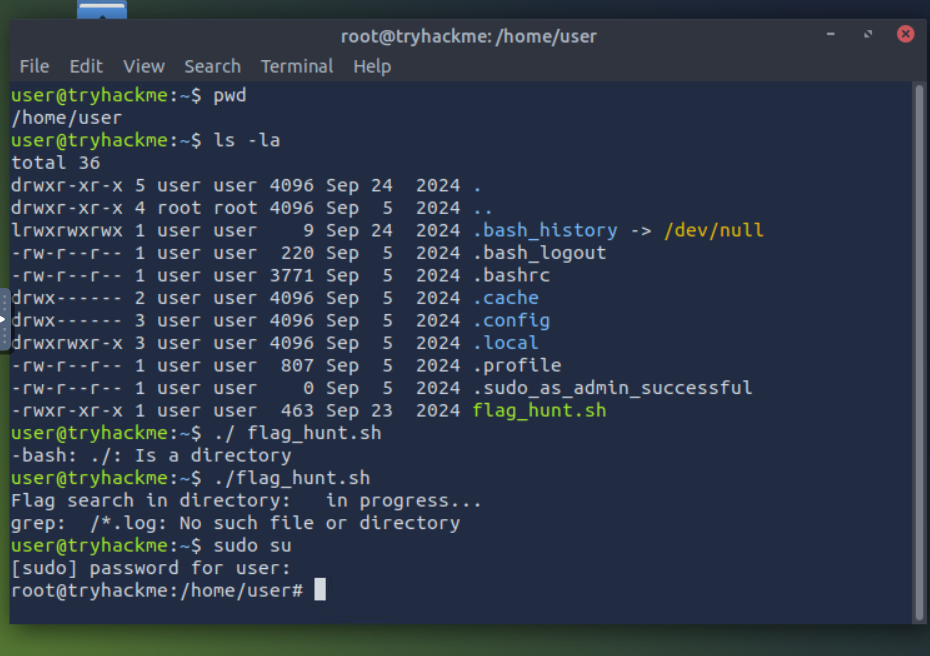 root@tryhackme: /home/user
File Edit View Search Terminal Help
user@tryhackme:~$ pwd
/home/user
user@tryhackme:~$ ls -la
total 36
drwxr-xr-x 5 user user 4096 Sep 24  2024 .
drwxr-xr-x 4 root root 4096 Sep  5  2024 ..
lrwxrwxrwx 1 user user    9 Sep 24  2024 .bash_history -> /dev/null
-rw-r--r-- 1 user user  220 Sep  5  2024 .bash_logout
-rw-r--r-- 1 user user 3771 Sep  5  2024 .bashrc
drwx------ 2 user user 4096 Sep  5  2024 .cache
drwx------ 3 user user 4096 Sep  5  2024 .config
drwxrwxr-x 3 user user 4096 Sep  5  2024 .local
-rw-r--r-- 1 user user  807 Sep  5  2024 .profile
-rw-r--r-- 1 user user    0 Sep  5  2024 .sudo_as_admin_successful
-rwxr-xr-x 1 user user  463 Sep 23  2024 flag_hunt.sh
user@tryhackme:~$ ./ flag_hunt.sh
-bash: ./: Is a directory
user@tryhackme:~$ ./flag_hunt.sh
Flag search in directory:   in progress...
grep:  /*.log: No such file or directory
user@tryhackme:~$ sudo su
[sudo] password for user:
root@tryhackme:/home/user#